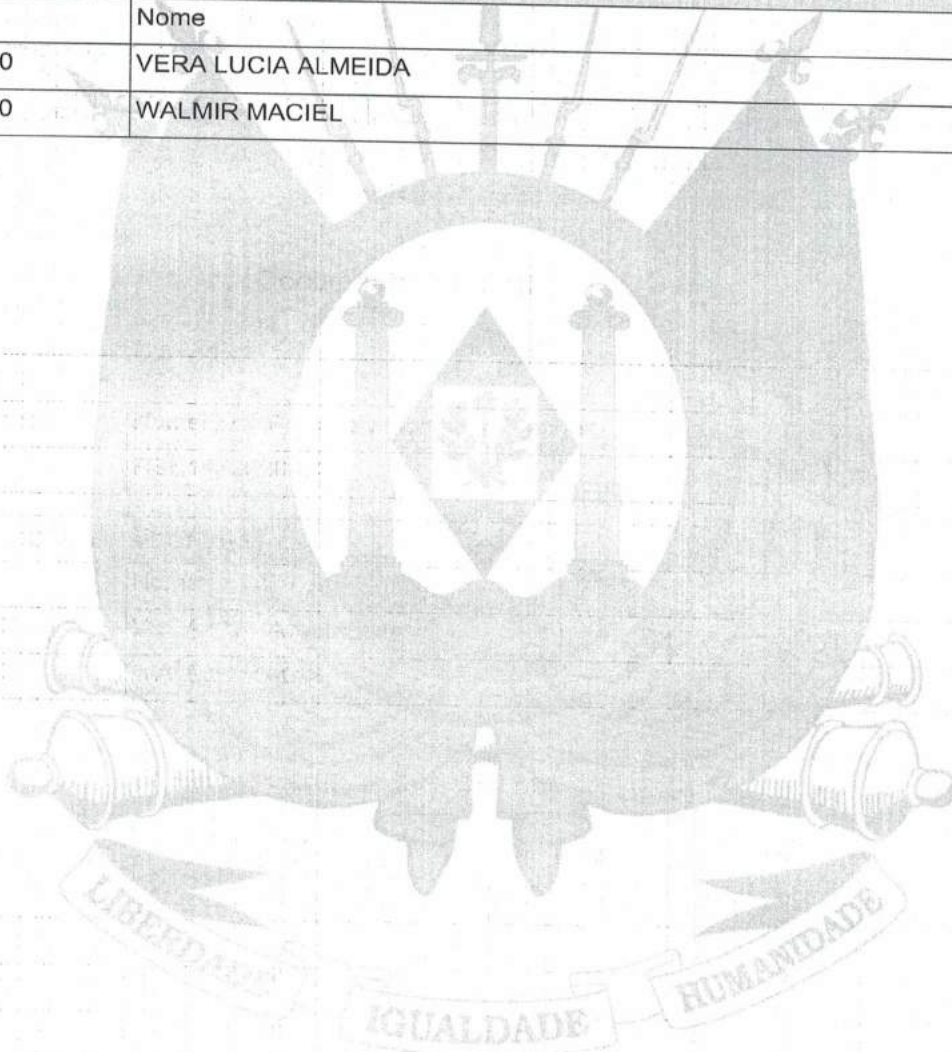 Nome
0 VERA LUCIA ALMEIDA
0 WALMIR MACIEL
LIBERDADE
IGUALDADE
HUMANIDADE